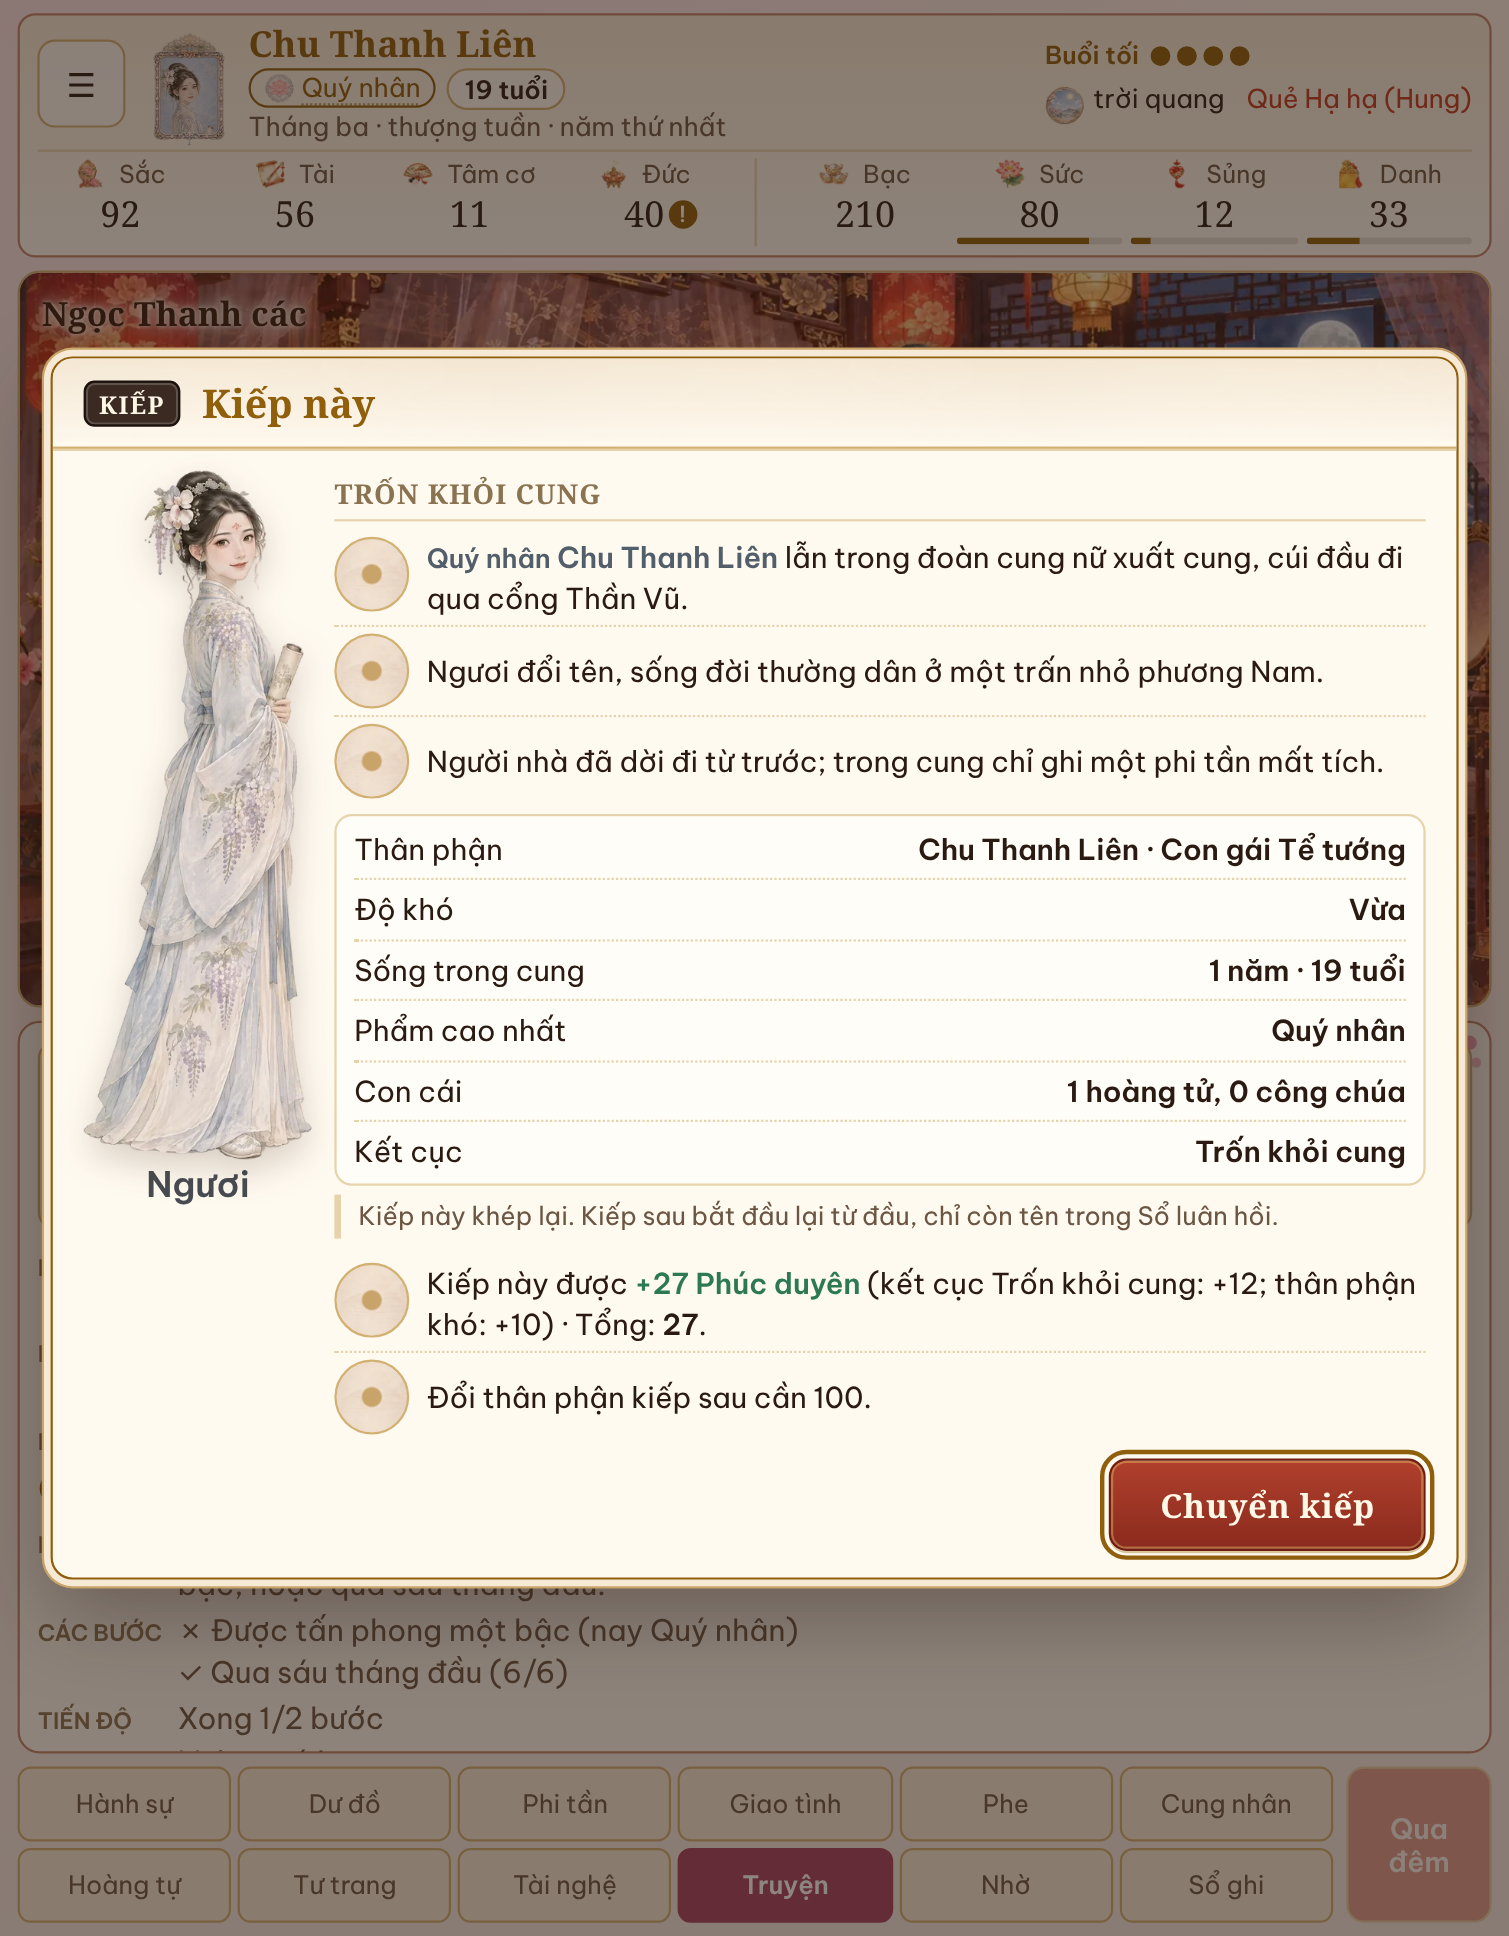 ☰
Chu Thanh Liên
Quý nhân
19 tuổi
Tháng ba · thượng tuần · năm thứ nhất
Buổi tối
trời quang Quẻ Hạ hạ (Hung)
Sắc
Tài
Tâm cơ
Đức
Bạc
Sức
Sủng
Danh
92
56
11
40 !
210
80
12
33
Ngọc Thanh các
KIẾP
Kiếp này
TRỐN KHỎI CUNG
Quý nhân Chu Thanh Liên lẫn trong đoàn cung nữ xuất cung, cúi đầu đi
qua cổng Thần Vũ.
Ngươi đổi tên, sống đời thường dân ở một trấn nhỏ phương Nam.
Người nhà đã dời đi từ trước; trong cung chỉ ghi một phi tần mất tích.
Thân phận Chu Thanh Liên · Con gái Tể tướng
Độ khó Vừa
Sống trong cung 1 năm · 19 tuổi
Phẩm cao nhất Quý nhân
Con cái 1 hoàng tử, 0 công chúa
Kết cục Trốn khỏi cung
Ngươi
Kiếp này khép lại. Kiếp sau bắt đầu lại từ đầu, chỉ còn tên trong Sổ luân hồi.
Kiếp này được +27 Phúc duyên (kết cục Trốn khỏi cung: +12; thân phận
khó: +10) · Tổng: 27.
Đổi thân phận kiếp sau cần 100.
Chuyển kiếp
bậc, hoặc qua sáu tháng đầu.
CÁC BƯỚC × Được tấn phong một bậc (nay Quý nhân)
✓ Qua sáu tháng đầu (6/6)
TIẾN ĐỘ Xong 1/2 bước
Hành sự
Dư đồ
Phi tần
Giao tình
Phe
Cung nhân
Qua
đêm
Hoàng tự
Tư trang
Tài nghệ
Truyện
Nhờ
Sổ ghi